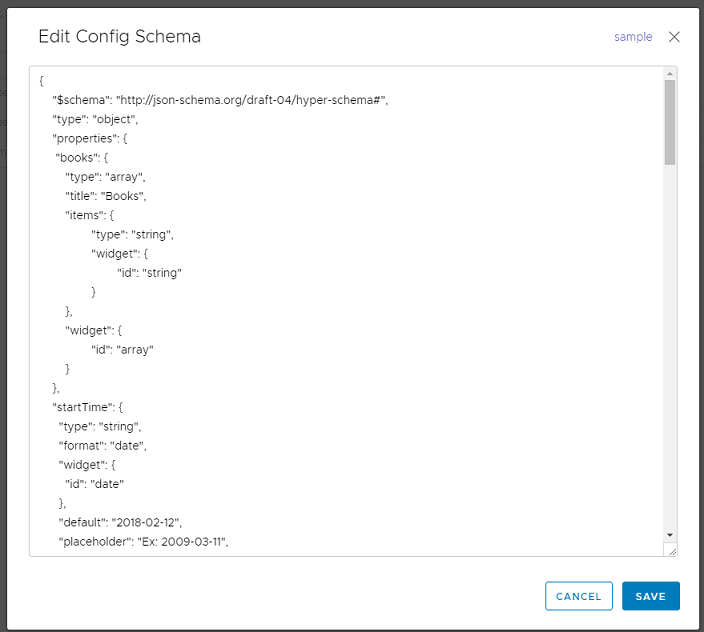 Edit Config Schema
sample
{
"$schema": "http://json-schema.org/draft-04/hyper-schema#",
"type": "object",
"properties": {
"books": {
"type": "array",
"title": "Books",
"items": {
"type": "string",
"widget": {
"id": "string"
}
},
"widget": {
"id": "array"
}
},
"startTime": {
"type": "string",
"format": "date",
"widget": {
"id": "date"
},
"default": "2018-02-12",
"placeholder": "Ex: 2009-03-11",
CANCEL
SAVE